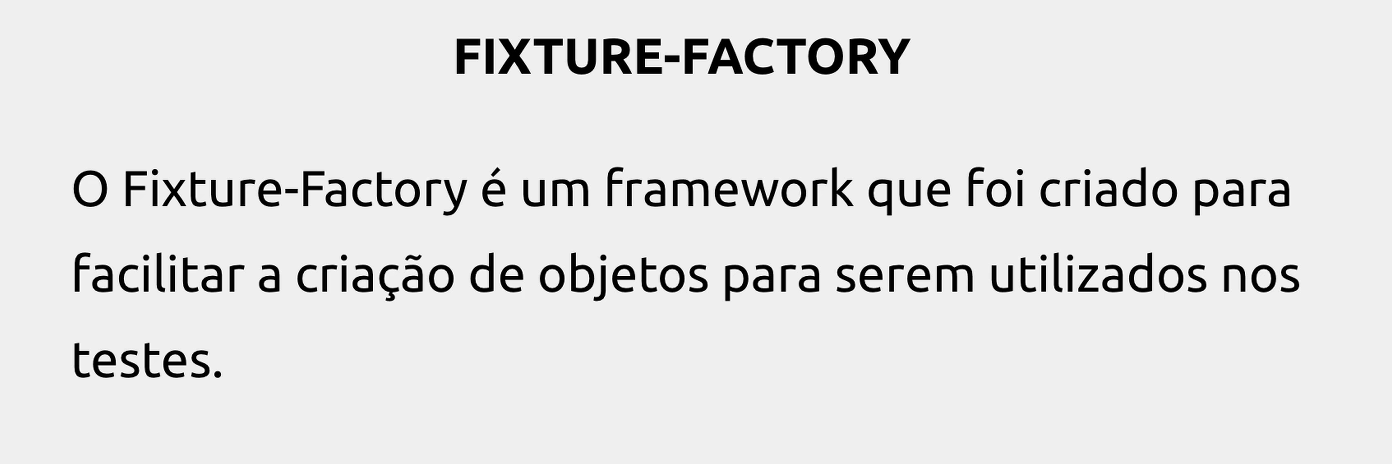 FIXTURE-FACTORY
O Fixture-Factory é um framework que foi criado para
facilitar a criação de objetos para serem utilizados nos
testes.